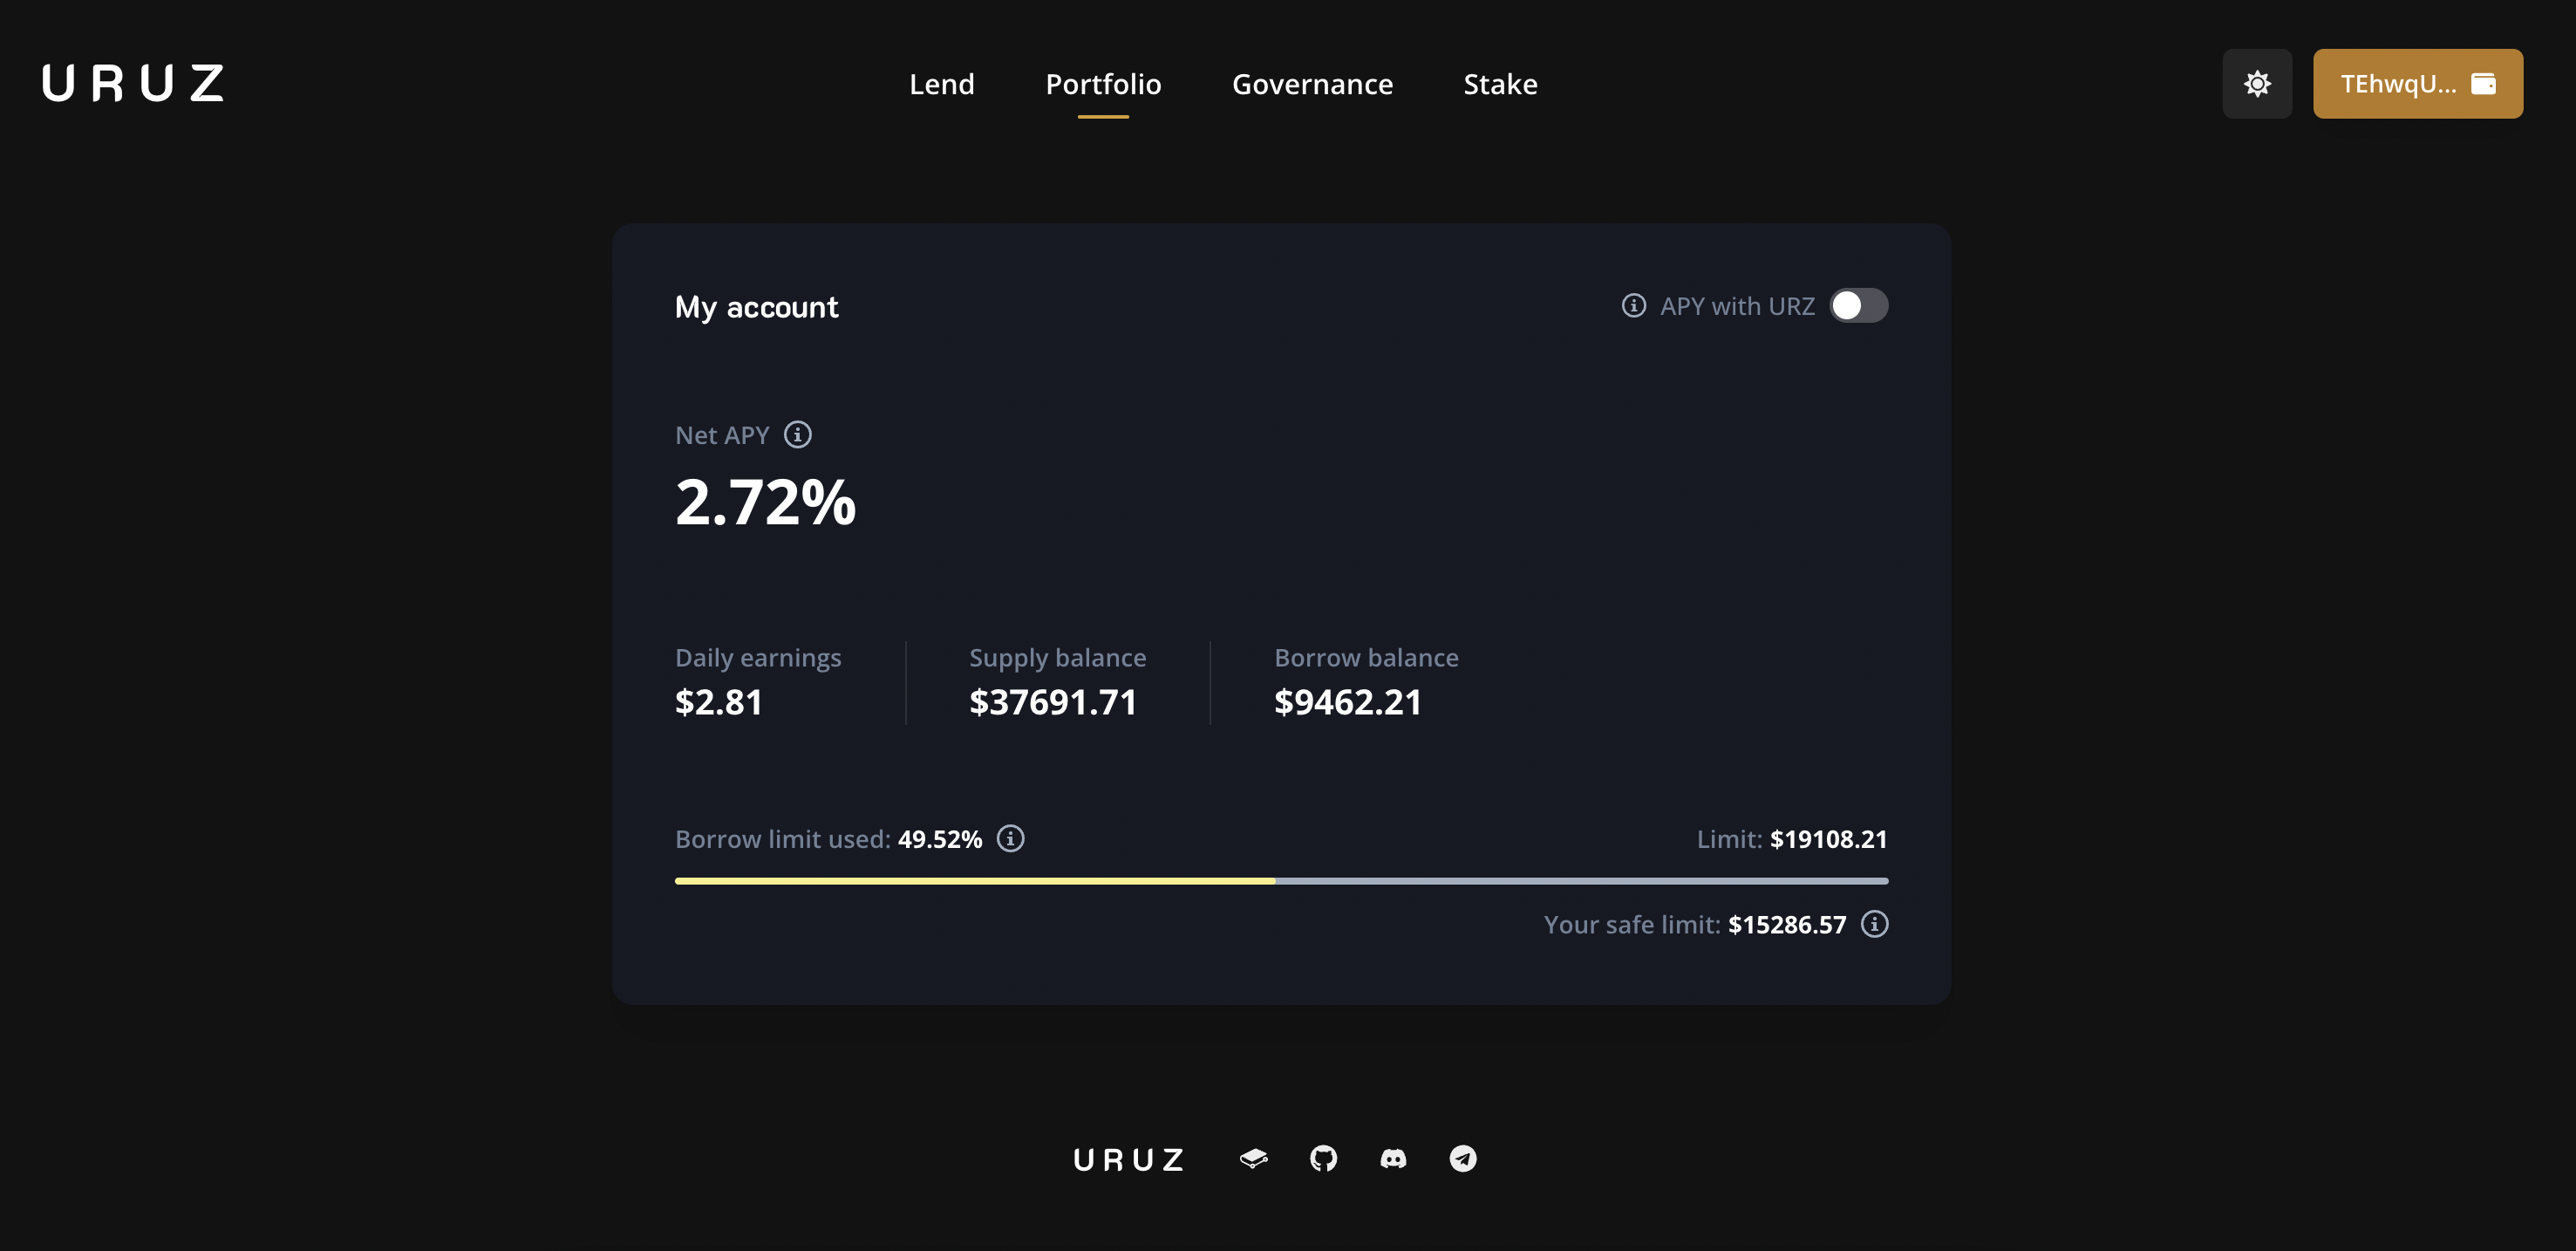 URUZ
Lend Portfolio Governance Stake
TEhwqU...
My account
APY with URZ
Net APY
2.72%
Daily earnings Supply balance Borrow balance
$2.81 $37691.71 $9462.21
Borrow limit used: 49.52% Limit: $19108.21
Your safe limit: $15286.57
URUZ